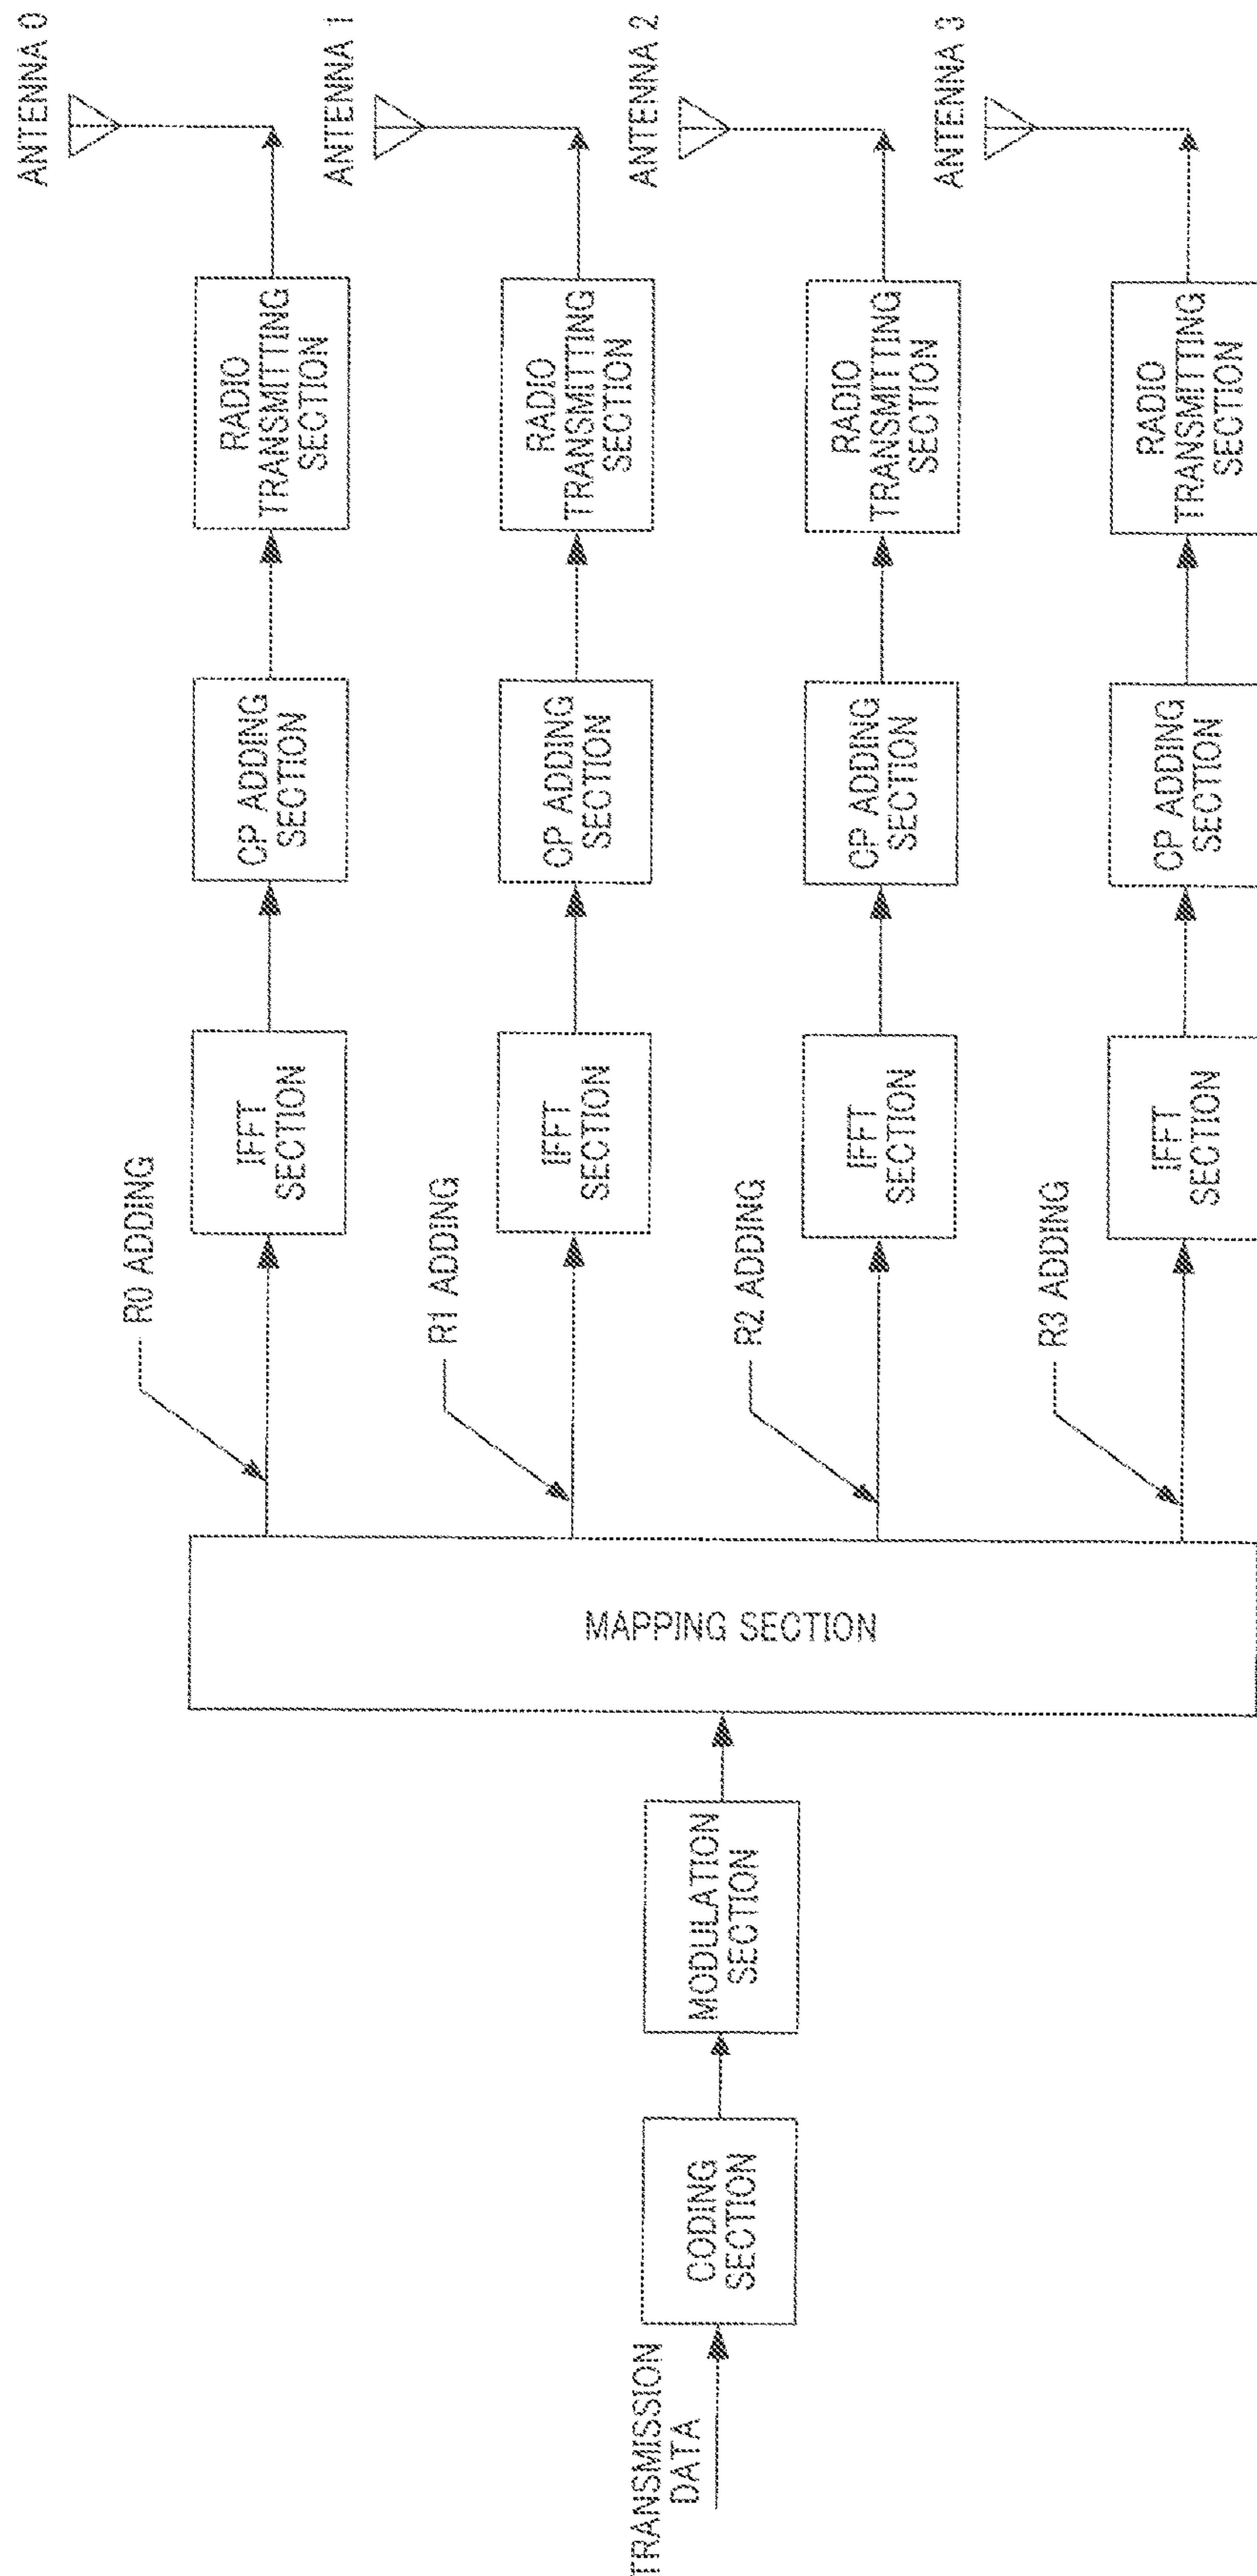 TRANSMISSION
DATA
CODING
SECTION
MODULATION
SECTION
MAPPING SECTION
R0 ADDING
IFFT
SECTION
CP ADDING
SECTION
RADIO
TRANSMITTING
SECTION
ANTENNA 0
R1 ADDING
IFFT
SECTION
CP ADDING
SECTION
RADIO
TRANSMITTING
SECTION
ANTENNA 1
R2 ADDING
IFFT
SECTION
CP ADDING
SECTION
RADIO
TRANSMITTING
SECTION
ANTENNA 2
R3 ADDING
IFFT
SECTION
CP ADDING
SECTION
RADIO
TRANSMITTING
SECTION
ANTENNA 3